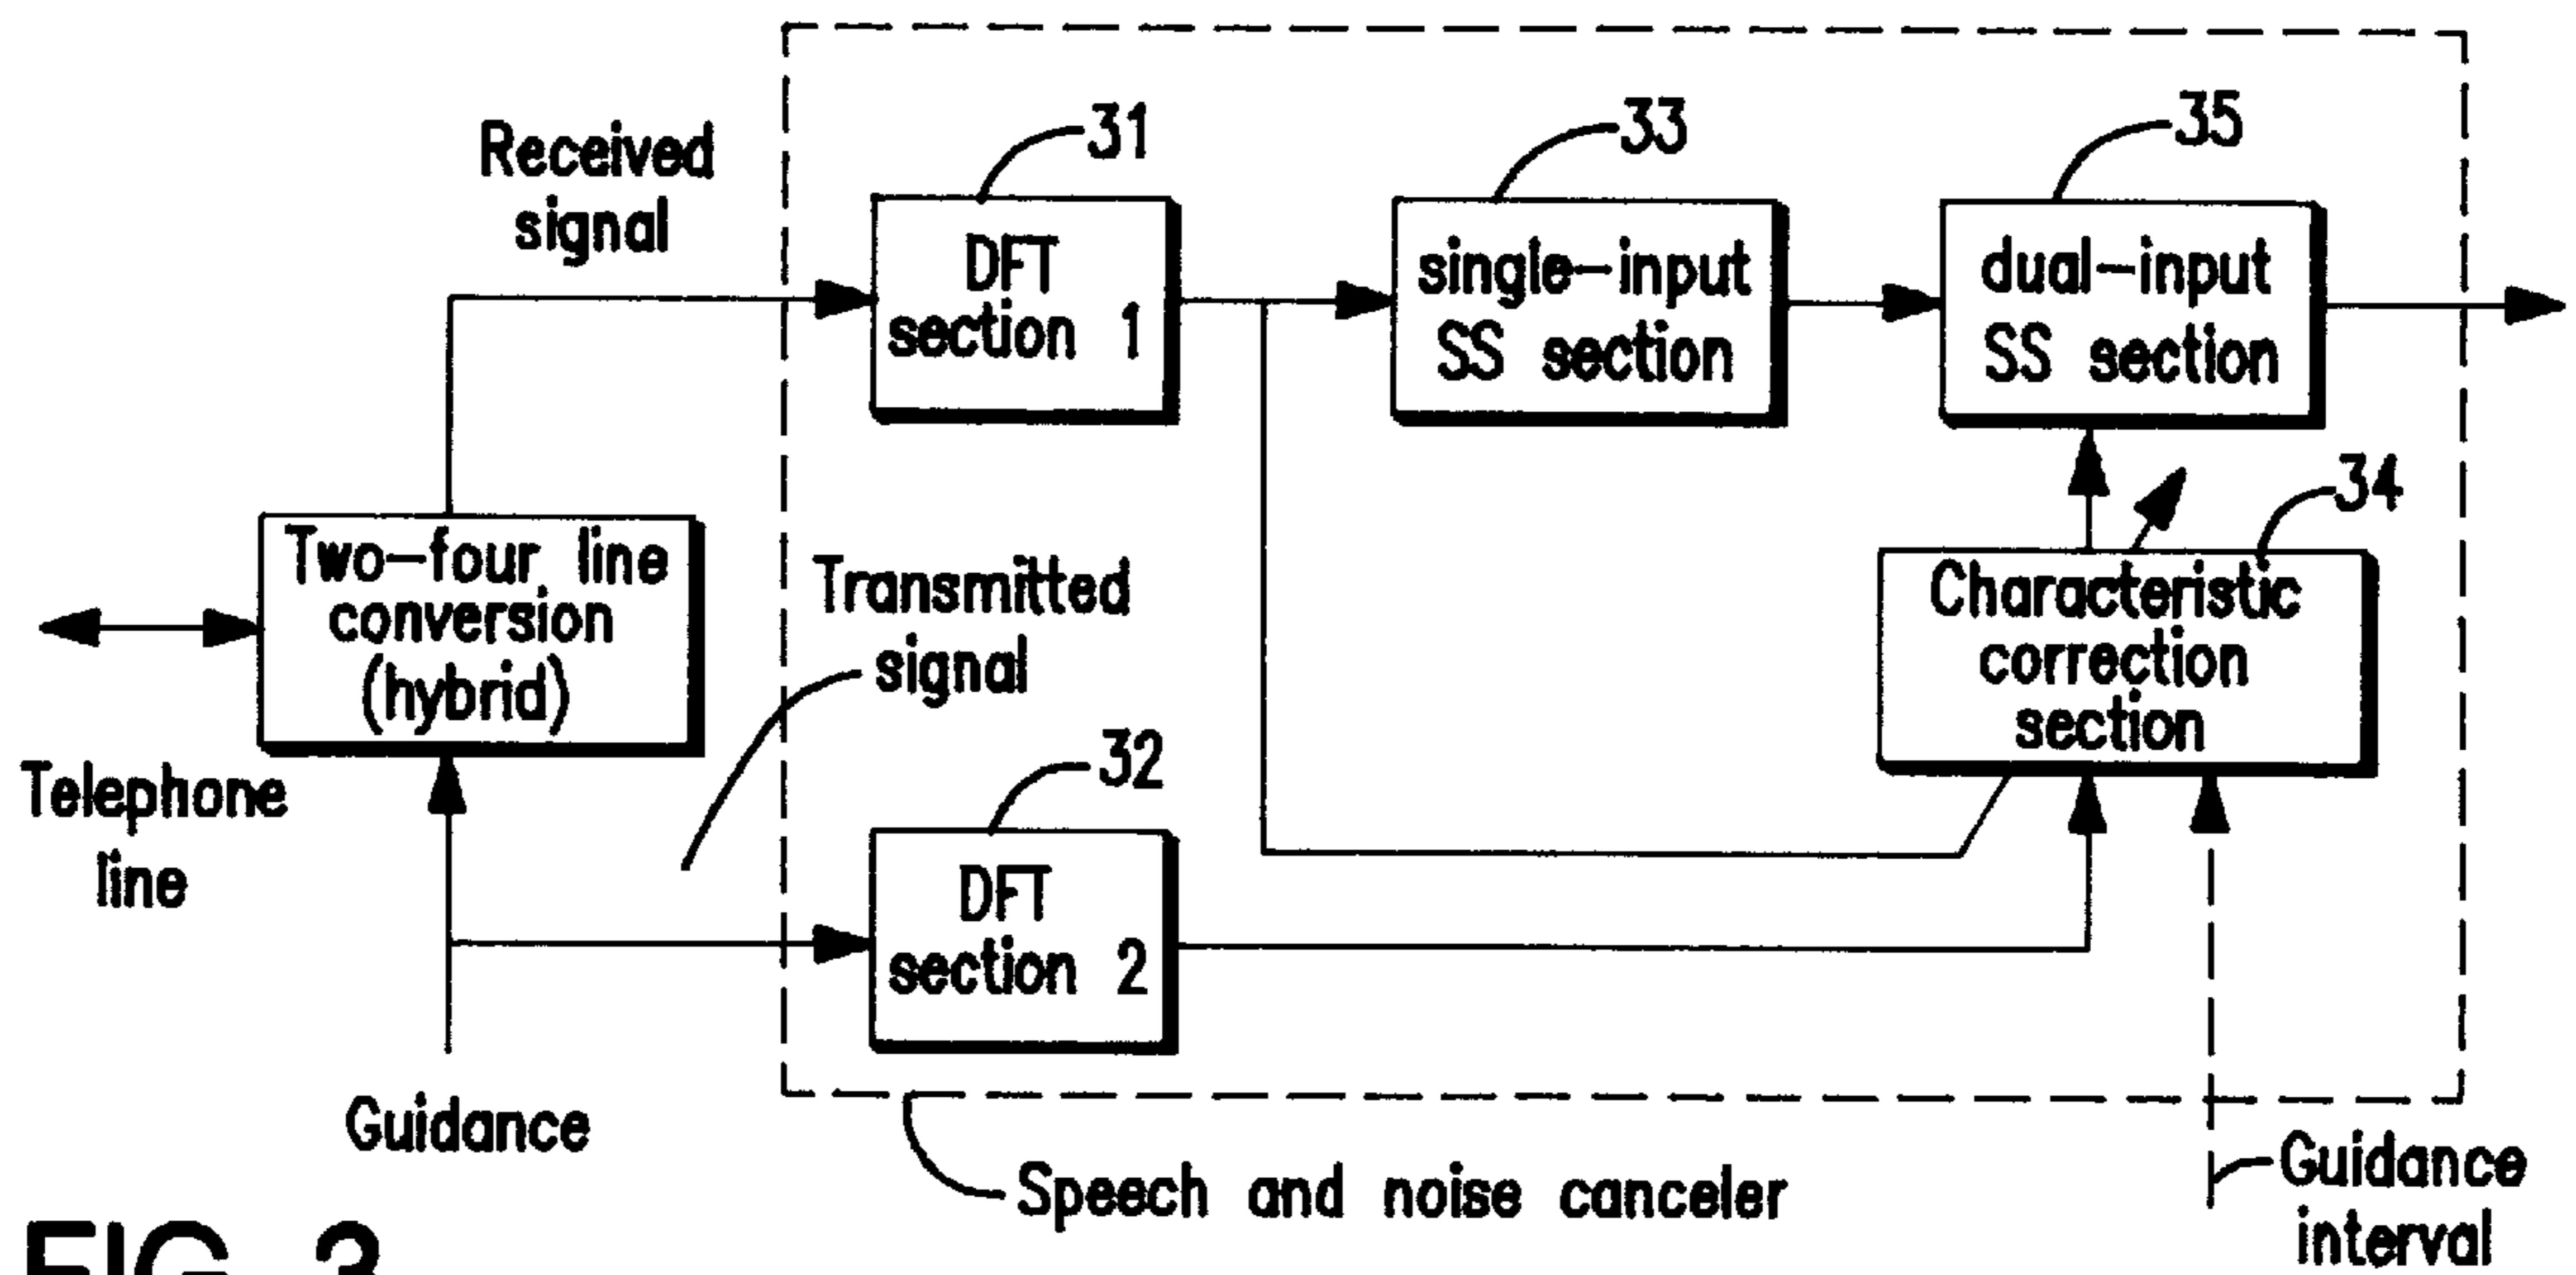 Received
signal
31
33
35
DFT
section 1
single-input
SS section
dual-input
SS section
34
Two-four line
conversion
(hybrid)
Transmitted
signal
Characteristic
correction
section
Telephone
line
32
DFT
section 2
Guidance
Speech and noise canceler
Guidance
interval
FIG. 3